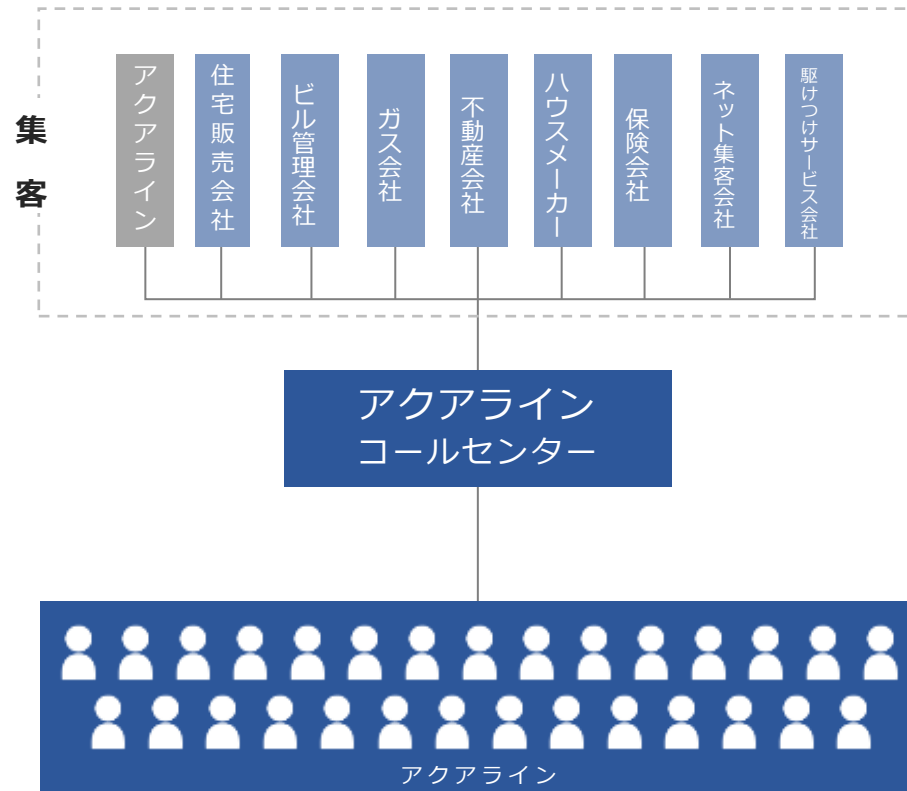 集客
アクアライン
住宅販売会社
ビル管理会社
ガス会社
不動産会社
ハウスメーカー
保険会社
ネット集客会社
駆けつけサービス会社
アクアライン
コールセンター
アクアライン